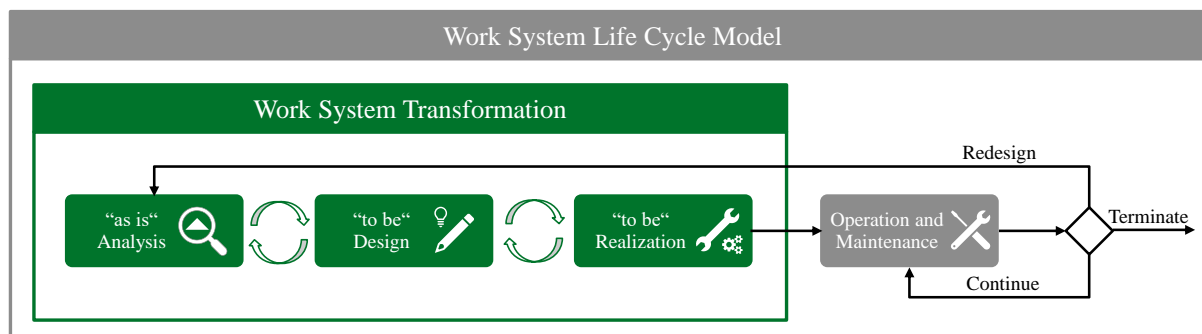 Work System Life Cycle Model
Work System Transformation
Redesign
“as is“
Analysis
“to be“
Design
“to be“
Realization
Operation and
Maintenance
Terminate
Continue